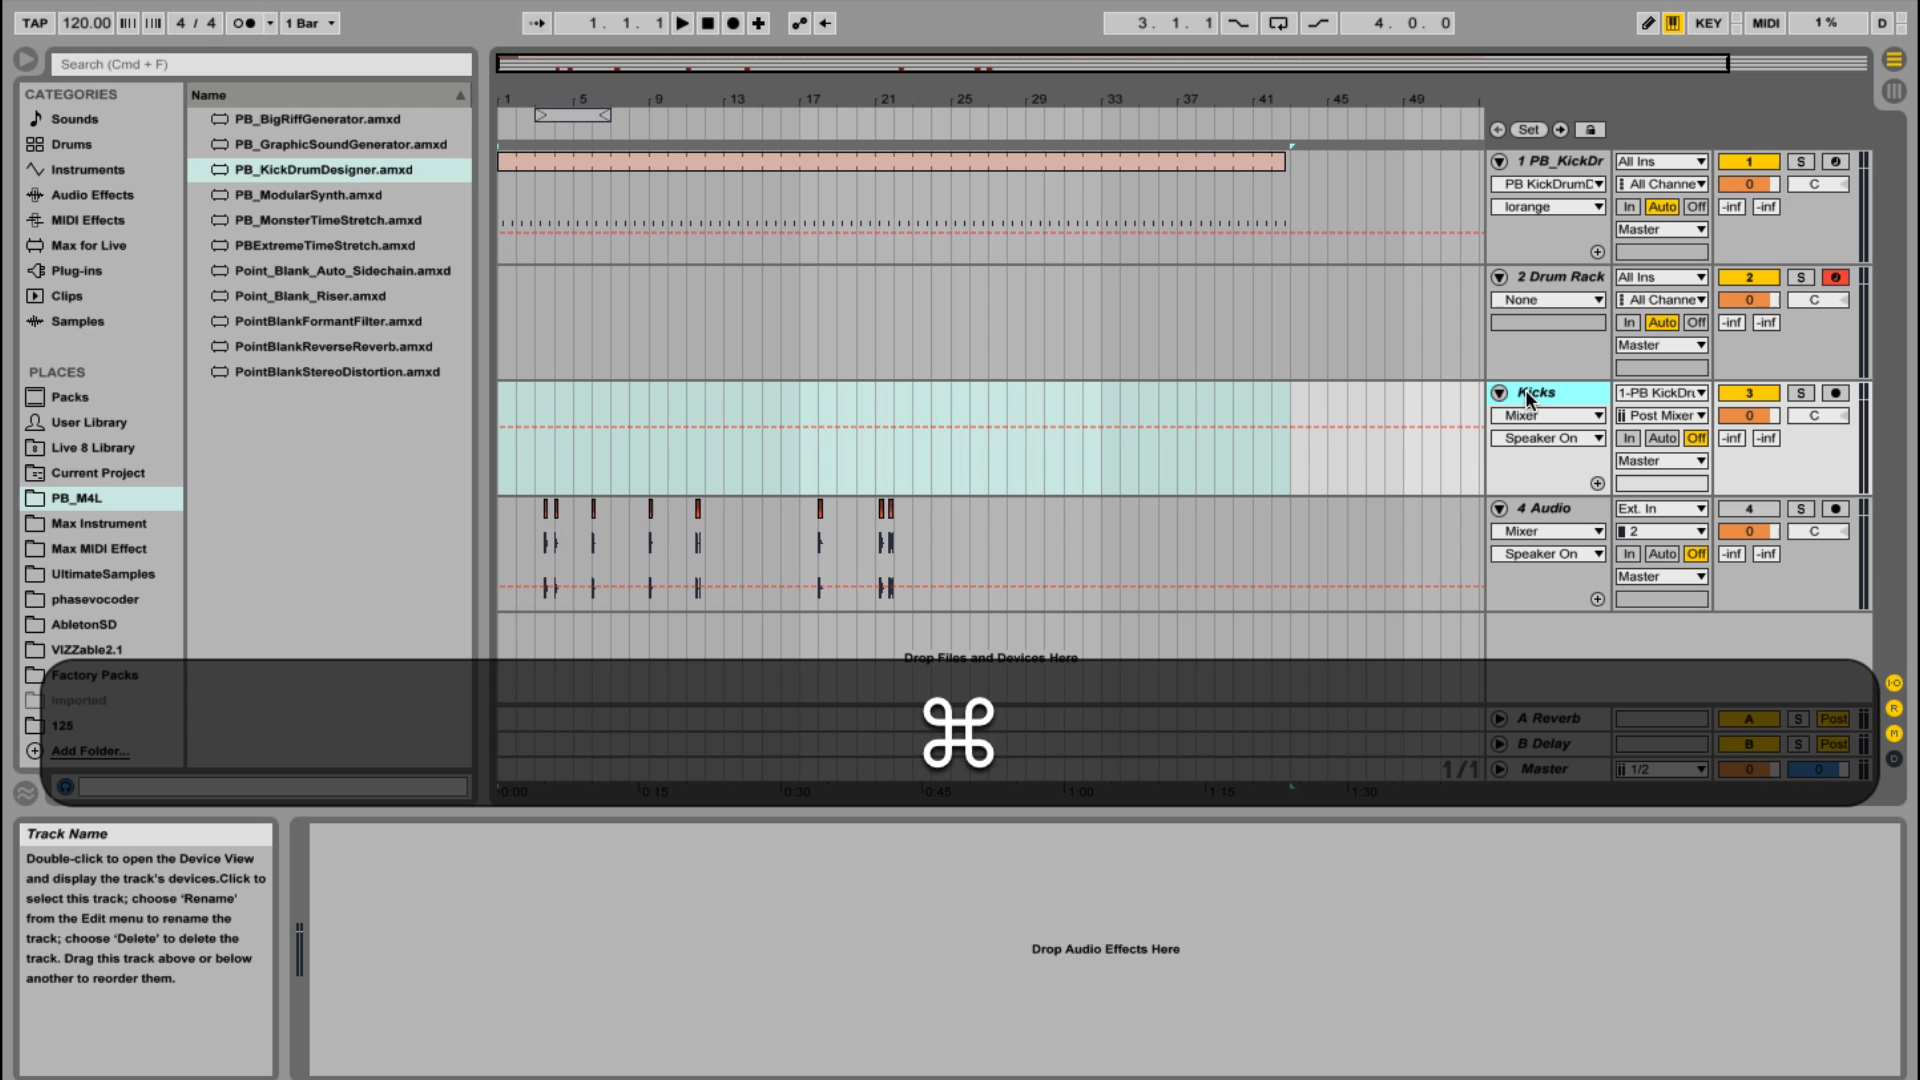 TAP 120.00 4 / 4 1 Bar 1. 1. 1 3. 1. 1 4. 0. 0 KEY MIDI 1 % D
Search (Cmd + F)
CATEGORIES
Sounds
Drums
Instruments
Audio Effects
MIDI Effects
Max for Live
Plug-ins
Clips
Samples
PLACES
Packs
User Library
Live 8 Library
Current Project
PB_M4L
Max Instrument
Max MIDI Effect
UltimateSamples
phasevocoder
AbletonSD
VIZZable2.1
Factory Packs
Imported
125
Add Folder...
Name
PB_BigRiffGenerator.amxd
PB_GraphicSoundGenerator.amxd
PB_KickDrumDesigner.amxd
PB_ModularSynth.amxd
PB_MonsterTimeStretch.amxd
PBExtremeTimeStretch.amxd
Point_Blank_Auto_Sidechain.amxd
Point_Blank_Riser.amxd
PointBlankFormantFilter.amxd
PointBlankReverseReverb.amxd
PointBlankStereoDistortion.amxd
1 5 9 13 17 21 25 29 33 37 41 45 49
Set
1 PB_KickDr All Ins 1 S
PB KickDrumD All Channe 0 C
lorange In Auto Off -inf -inf
Master
2 Drum Rack All Ins 2 S
None All Channe 0 C
In Auto Off -inf -inf
Master
Kicks 1-PB KickDru 3 S
Mixer Post Mixer 0 C
Speaker On In Auto Off -inf -inf
Master
4 Audio Ext. In 4 S
Mixer 2 0 C
Speaker On In Auto Off -inf -inf
Master
Drop Files and Devices Here
A Reverb A S Post
B Delay B S Post
1/1 Master 1/2 0 0
0:00 0:15 0:30 0:45 1:00 1:15 1:30
I·O
R
M
D
Track Name
Double-click to open the Device View
and display the track's devices.Click to
select this track; choose ‘Rename’
from the Edit menu to rename the
track; choose ‘Delete’ to delete the
track. Drag this track above or below
another to reorder them.
Drop Audio Effects Here